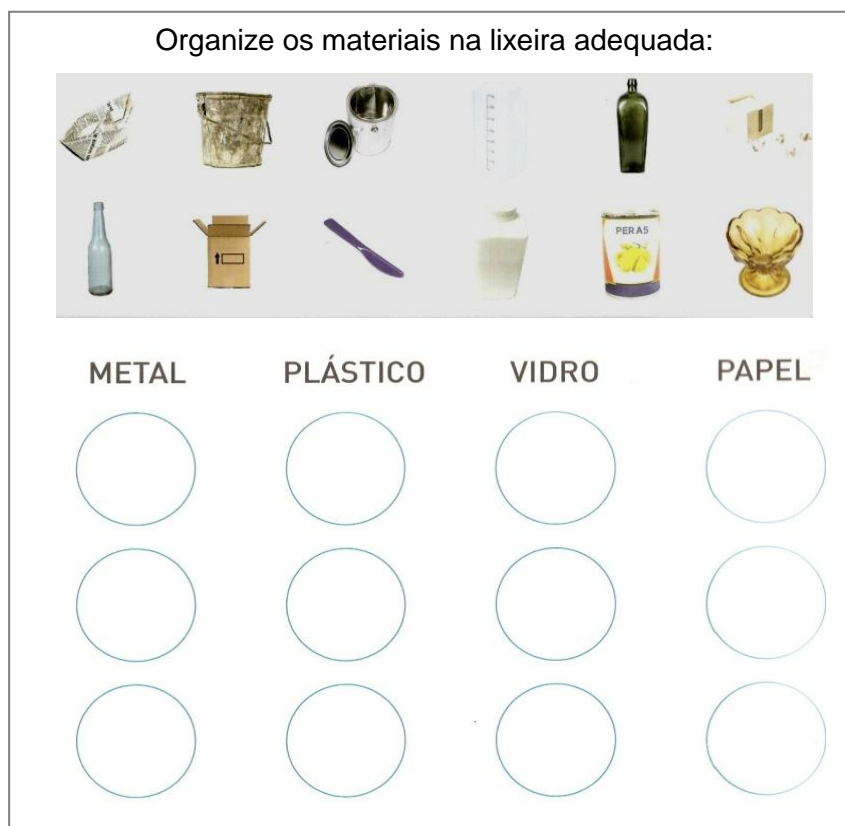 Organize os materiais na lixeira adequada:
PERAS
METAL PLÁSTICO VIDRO PAPEL